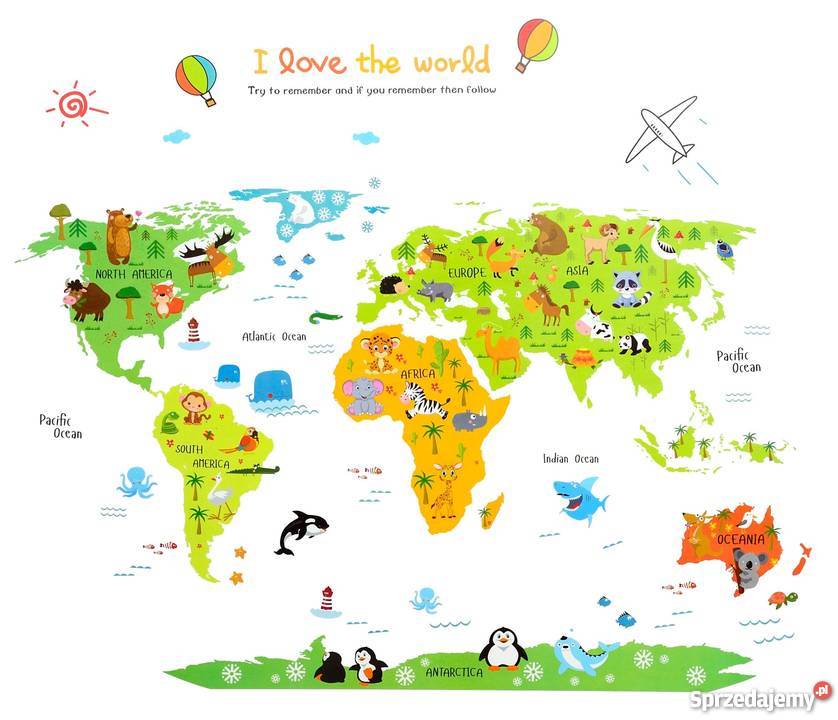 I love the world
Try to remember and if you remember then follow
NORTH AMERICA
EUROPE
ASIA
Atlantic Ocean
Pacific
Ocean
AFRICA
Pacific
Ocean
SOUTH
AMERICA
Indian Ocean
OCEANIA
ANTARCTICA
Sprzedajemy.pl